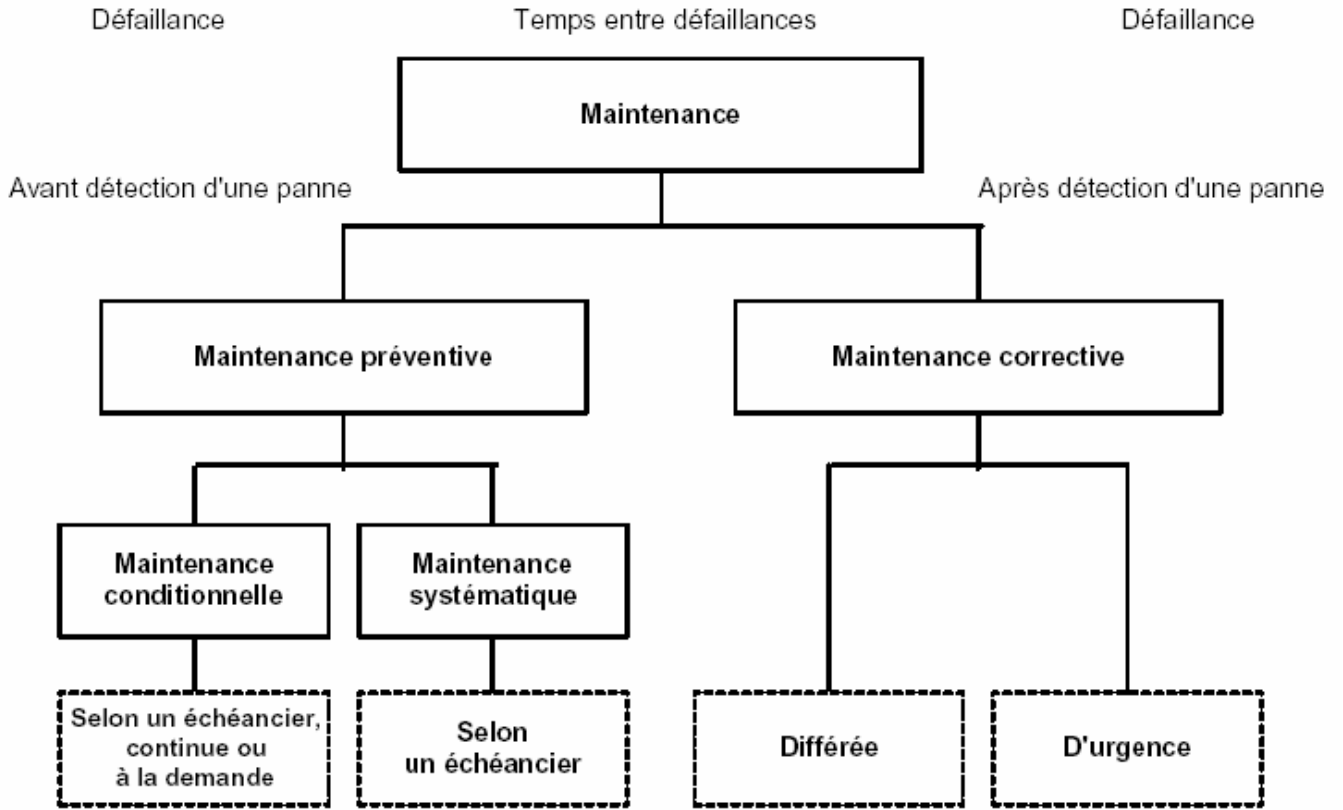 Défaillance
Temps entre défaillances
Défaillance
Maintenance
Avant détection d'une panne
Après détection d'une panne
Maintenance préventive
Maintenance corrective
Maintenance
conditionnelle
Maintenance
systématique
Selon un échéancier,
continue ou
à la demande
Selon
un échéancier
Différée
D'urgence